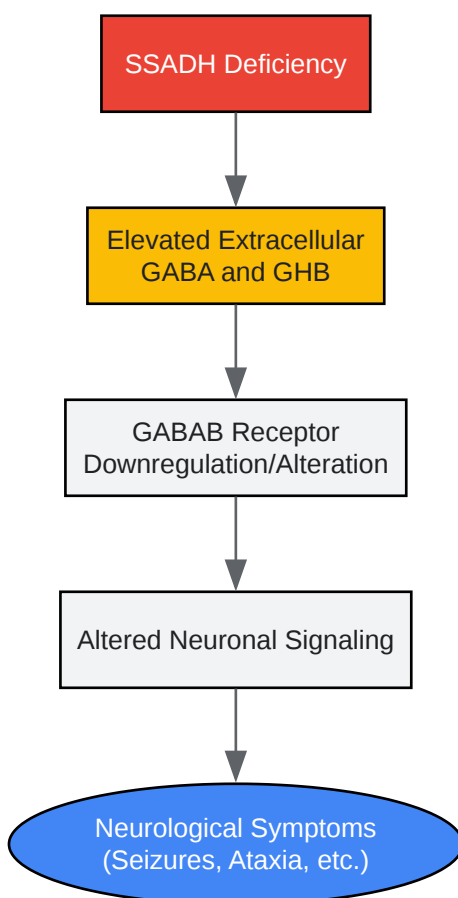 SSADH Deficiency
Elevated Extracellular
GABA and GHB
GABAB Receptor
Downregulation/Alteration
Altered Neuronal Signaling
Neurological Symptoms
(Seizures, Ataxia, etc.)